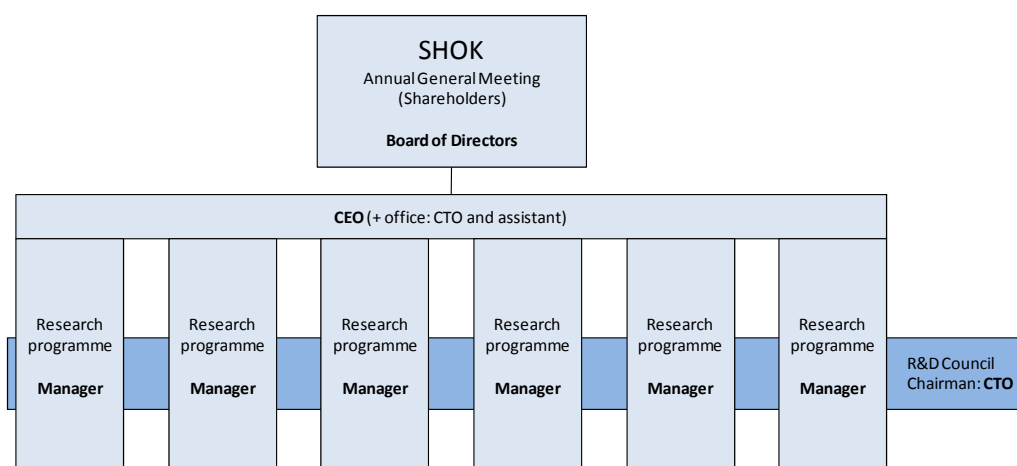 SHOK
Annual General Meeting
(Shareholders)
Board of Directors
CEO (+ office: CTO and assistant)
Research
programme
Manager
Research
programme
Manager
Research
programme
Manager
Research
programme
Manager
Research
programme
Manager
Research
programme
Manager
R&D Council
Chairman: CTO